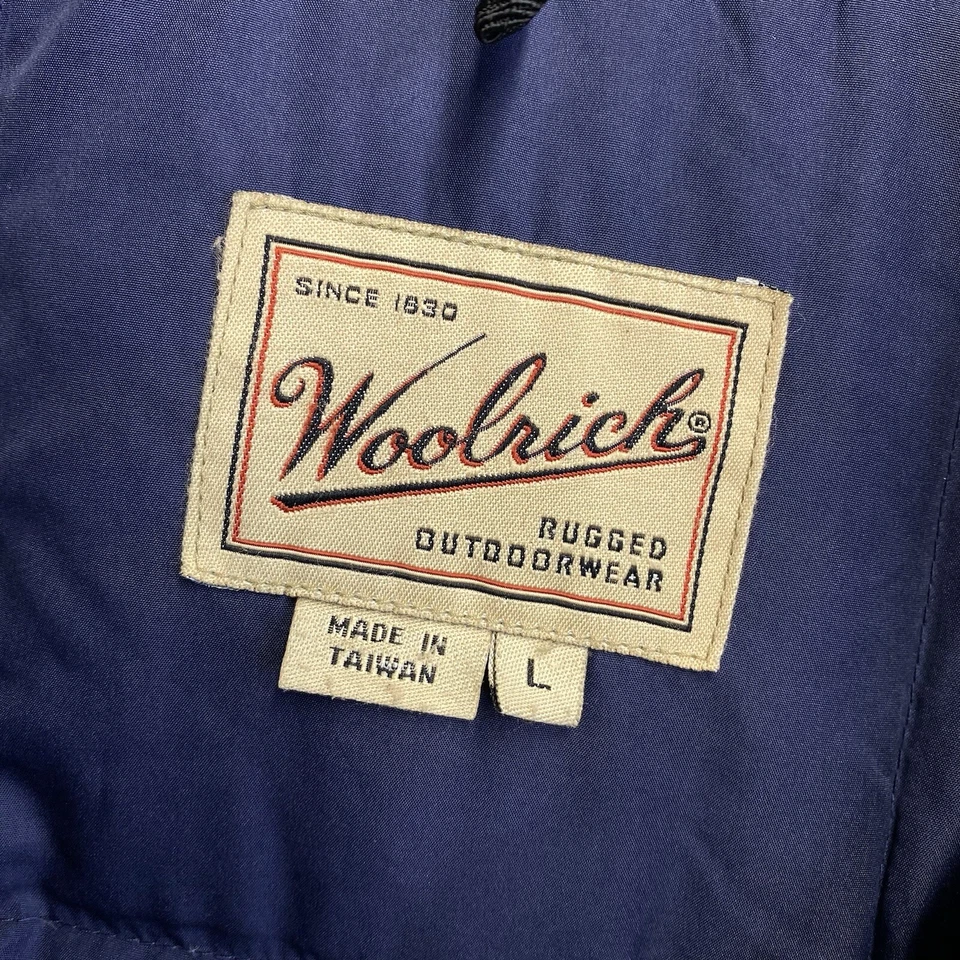 SINCE 1830
Woolrich®
RUGGED
OUTDOORWEAR
MADE IN
TAIWAN
L